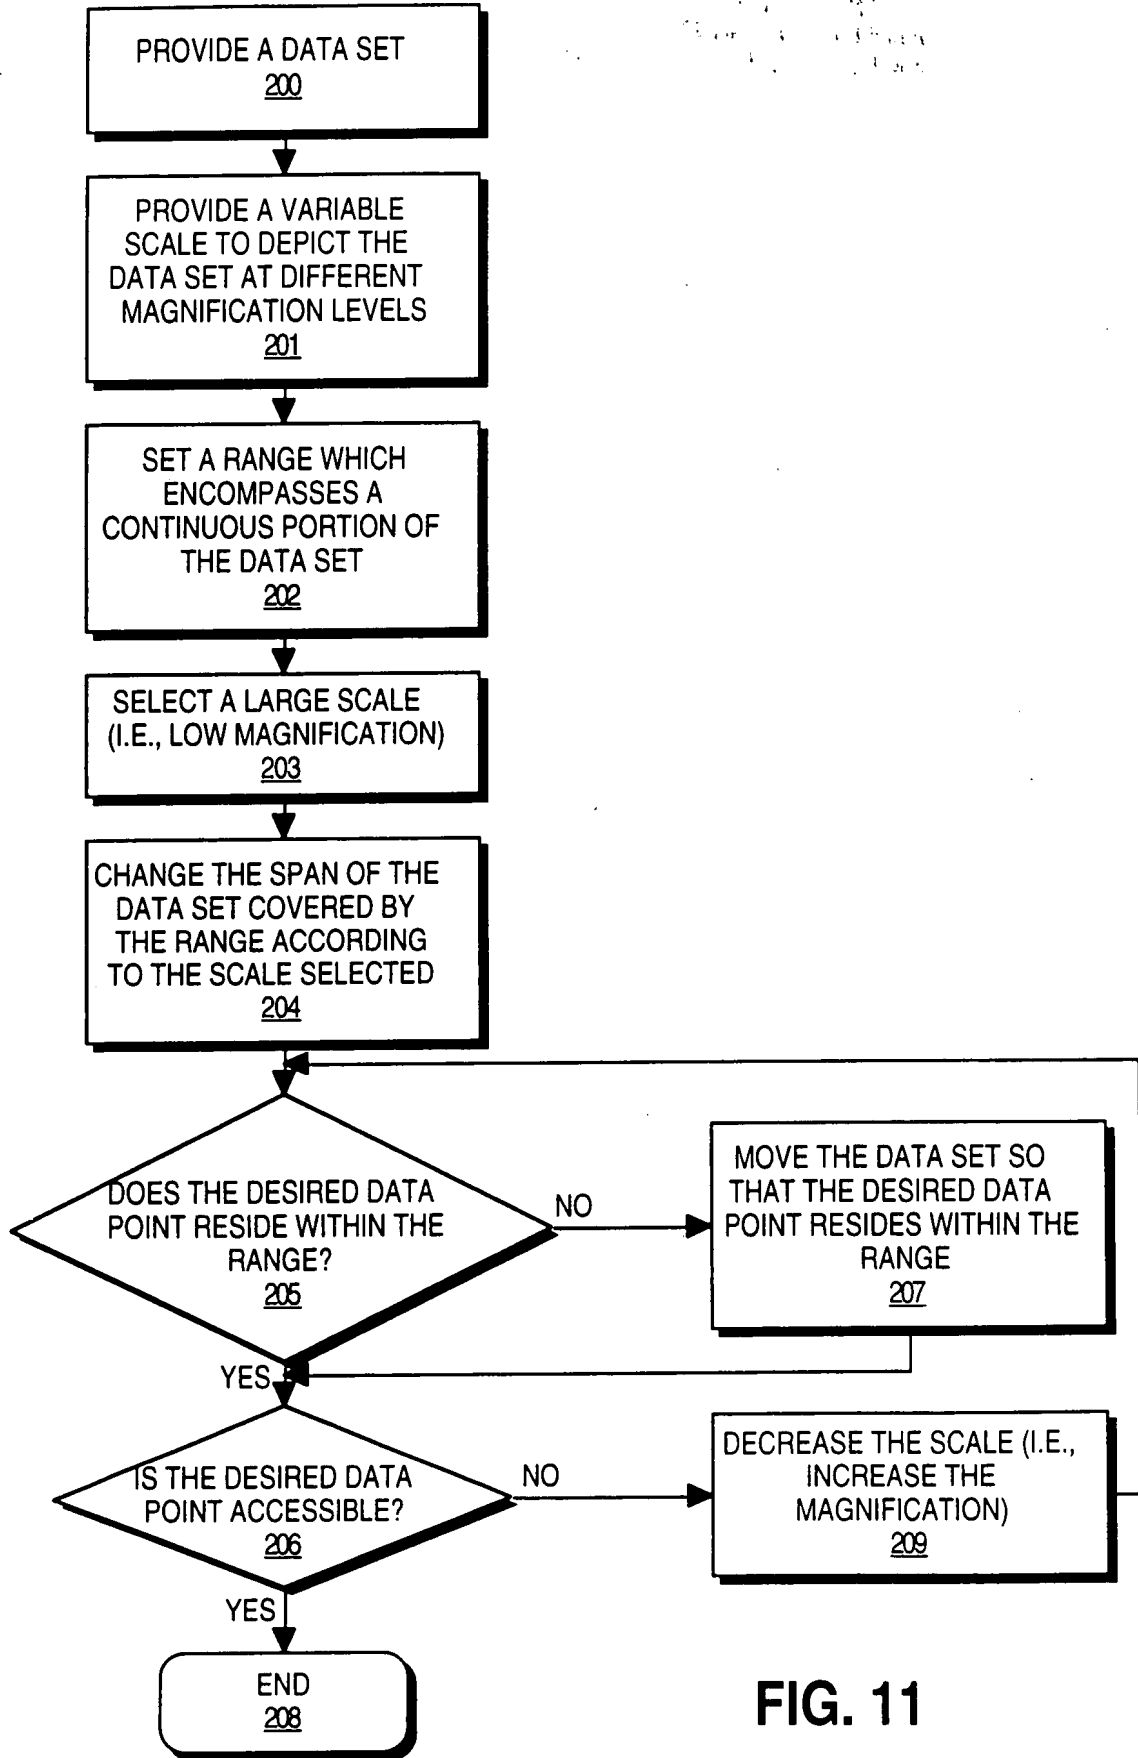 PROVIDE A DATA SET
200
PROVIDE A VARIABLE
SCALE TO DEPICT THE
DATA SET AT DIFFERENT
MAGNIFICATION LEVELS
201
SET A RANGE WHICH
ENCOMPASSES A
CONTINUOUS PORTION OF
THE DATA SET
202
SELECT A LARGE SCALE
(I.E., LOW MAGNIFICATION)
203
CHANGE THE SPAN OF THE
DATA SET COVERED BY
THE RANGE ACCORDING
TO THE SCALE SELECTED
204
DOES THE DESIRED DATA
POINT RESIDE WITHIN THE
RANGE?
205
NO
MOVE THE DATA SET SO
THAT THE DESIRED DATA
POINT RESIDES WITHIN THE
RANGE
207
YES
IS THE DESIRED DATA
POINT ACCESSIBLE?
206
NO
DECREASE THE SCALE (I.E.,
INCREASE THE
MAGNIFICATION)
209
YES
END
208
FIG. 11